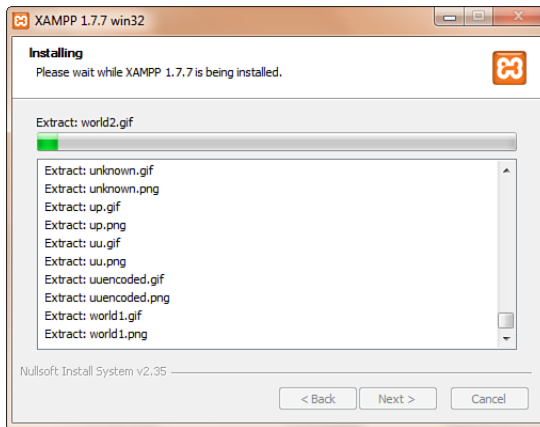 XAMPP 1.7.7 win32
Installing
Please wait while XAMPP 1.7.7 is being installed.
Extract: world2.gif
Extract: unknown.gif
Extract: unknown.png
Extract: up.gif
Extract: up.png
Extract: uu.gif
Extract: uu.png
Extract: uuencoded.gif
Extract: uuencoded.png
Extract: world1.gif
Extract: world1.png
Nullsoft Install System v2.35
< Back Next > Cancel